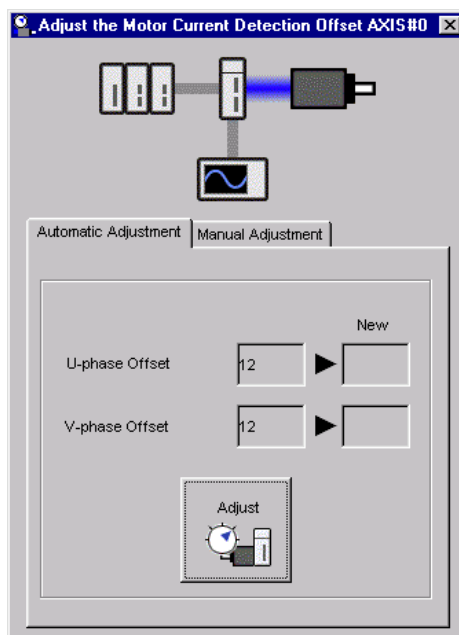 Adjust the Motor Current Detection Offset AXIS#0
Automatic Adjustment
Manual Adjustment
New
U-phase Offset
12
V-phase Offset
12
Adjust